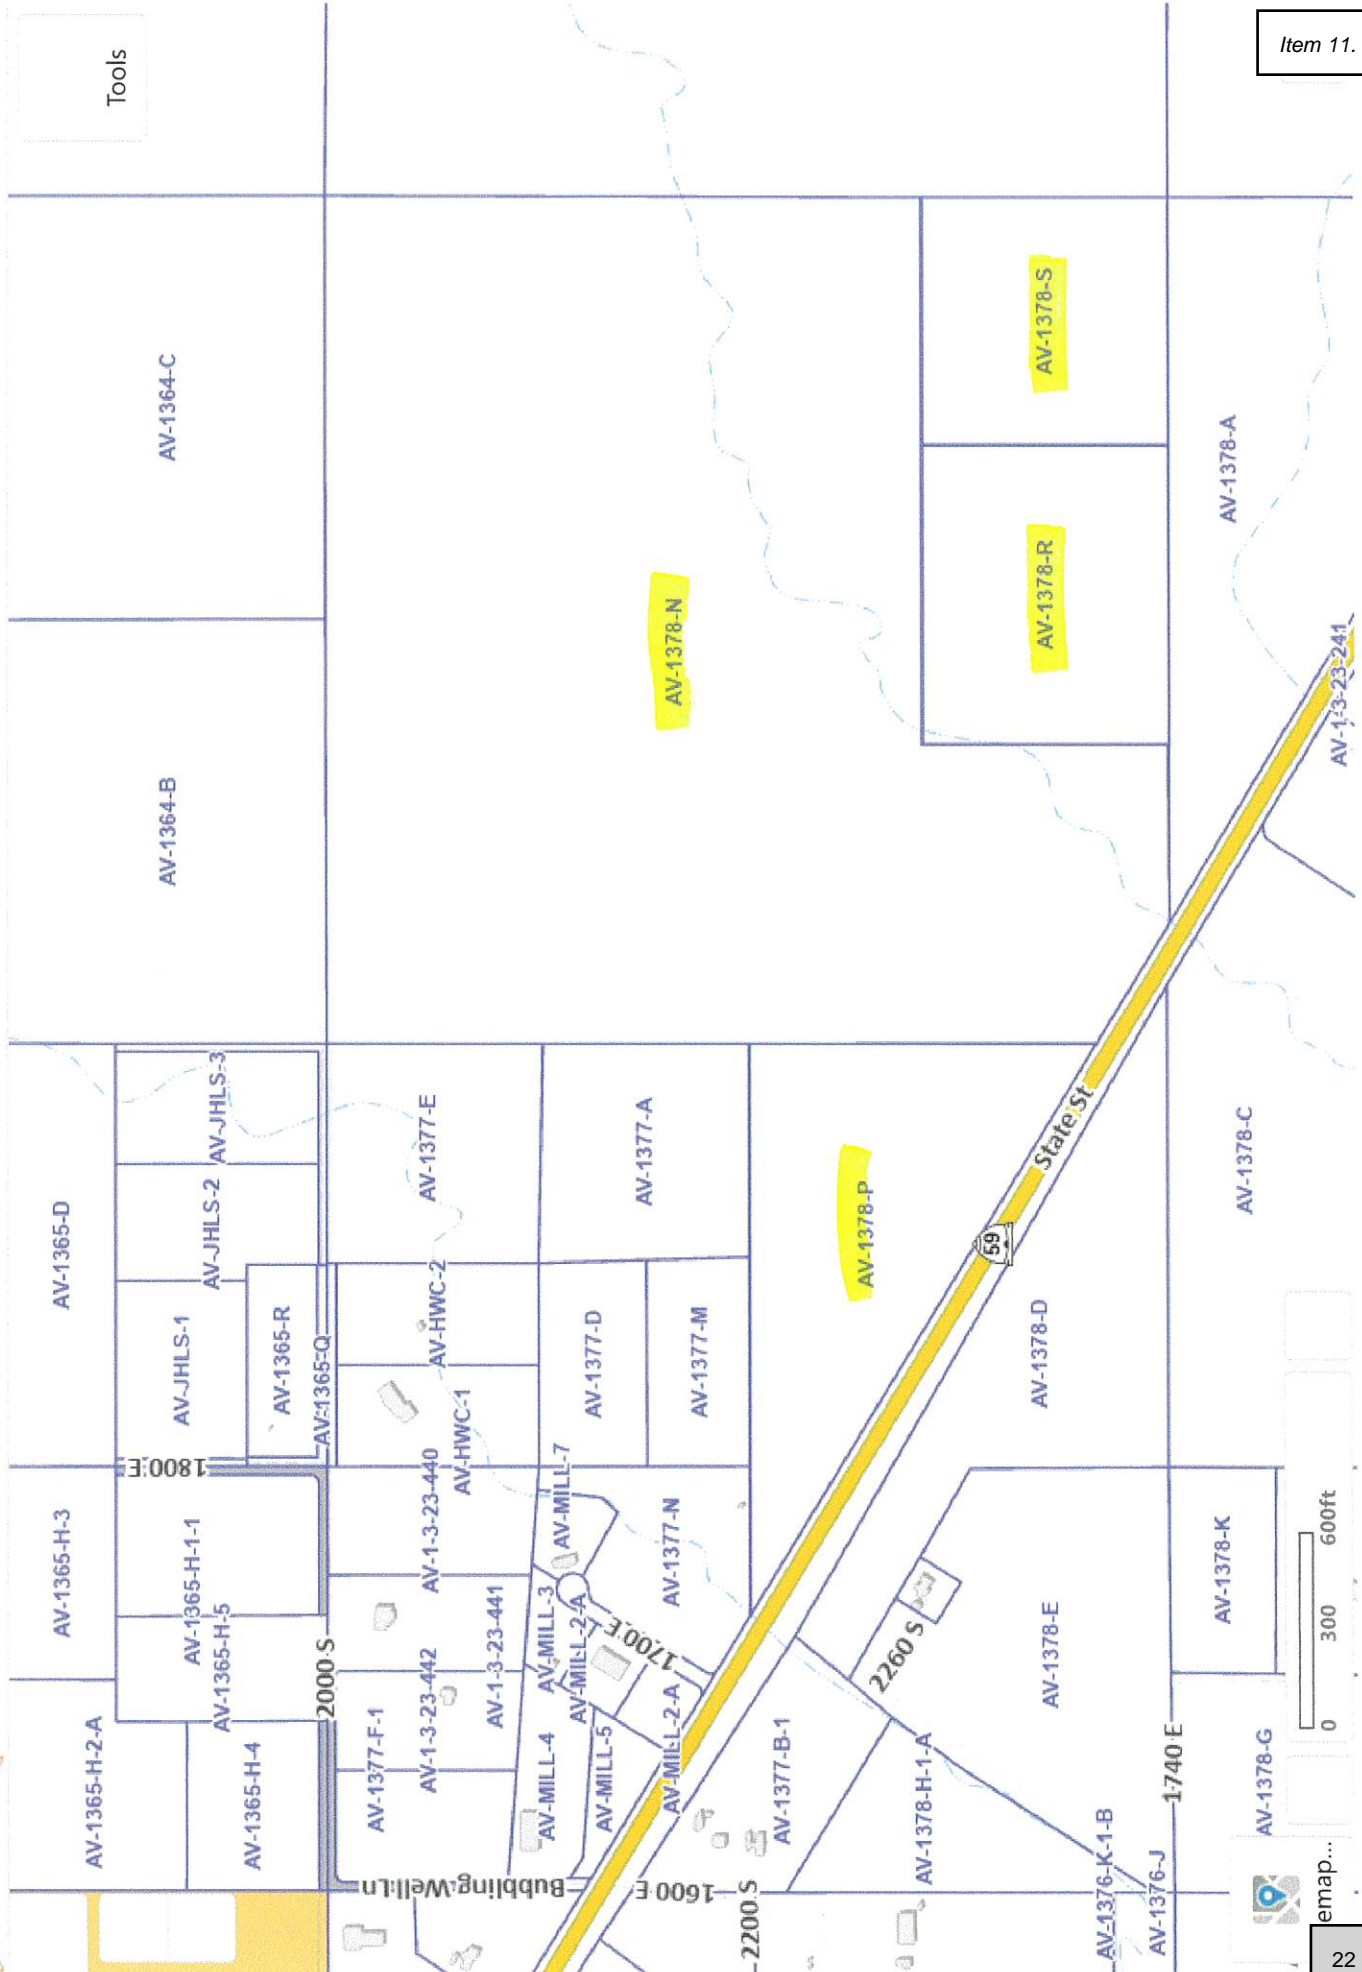 Item 11.
Tools
AV-1364-C
AV-1364-B
AV-1378-S
AV-1378-R
AV-1378-N
AV-1378-A
AV-1-3-23-241
AV-JHLS-3
AV-JHLS-2
AV-JHLS-1
AV-1365-D
AV-1365-R
AV-1365-Q
AV-1377-E
AV-1377-A
AV-HWC-2
AV-HWC-1
AV-1377-D
AV-1377-M
AV-1378-P
State St
59
AV-1378-C
AV-1378-D
1800 E
AV-1365-H-3
AV-1365-H-1-1
AV-1365-H-5
AV-1365-H-2-A
AV-1365-H-4
2000 S
AV-1-3-23-440
AV-1-3-23-441
AV-1-3-23-442
AV-1377-F-1
AV-MILL-7
AV-1377-N
AV-MILL-3
AV-MILL-2-A
1700 E
AV-MILL-4
AV-MILL-5
AV-MILL-2-A
AV-1377-B-1
2260 S
AV-1378-E
AV-1378-K
AV-1378-H-1-A
AV-1378-G
1740 E
Bubbling Well Ln
1600 E
2200 S
AV-1376-K-1-B
AV-1376-J
0 300 600ft
emap...
22